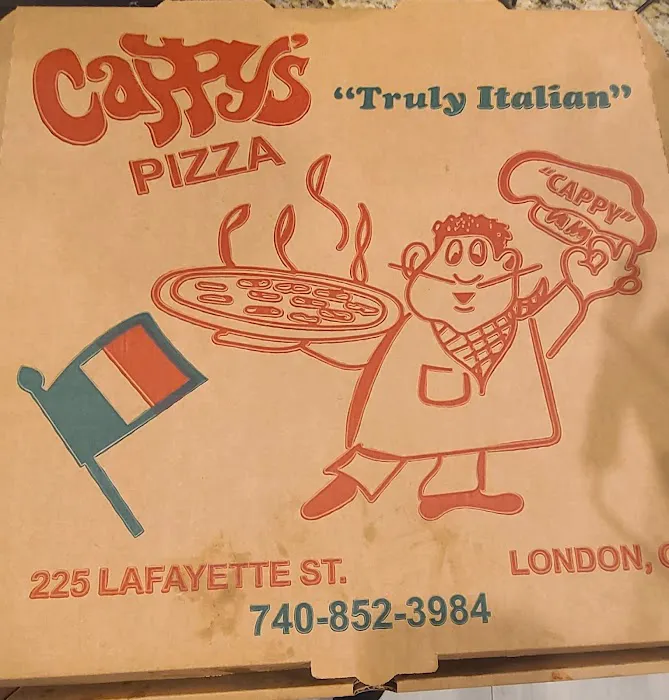 Cappy's
PIZZA
"Truly Italian"
"CAPPY"
225 LAFAYETTE ST.
LONDON, O
740-852-3984